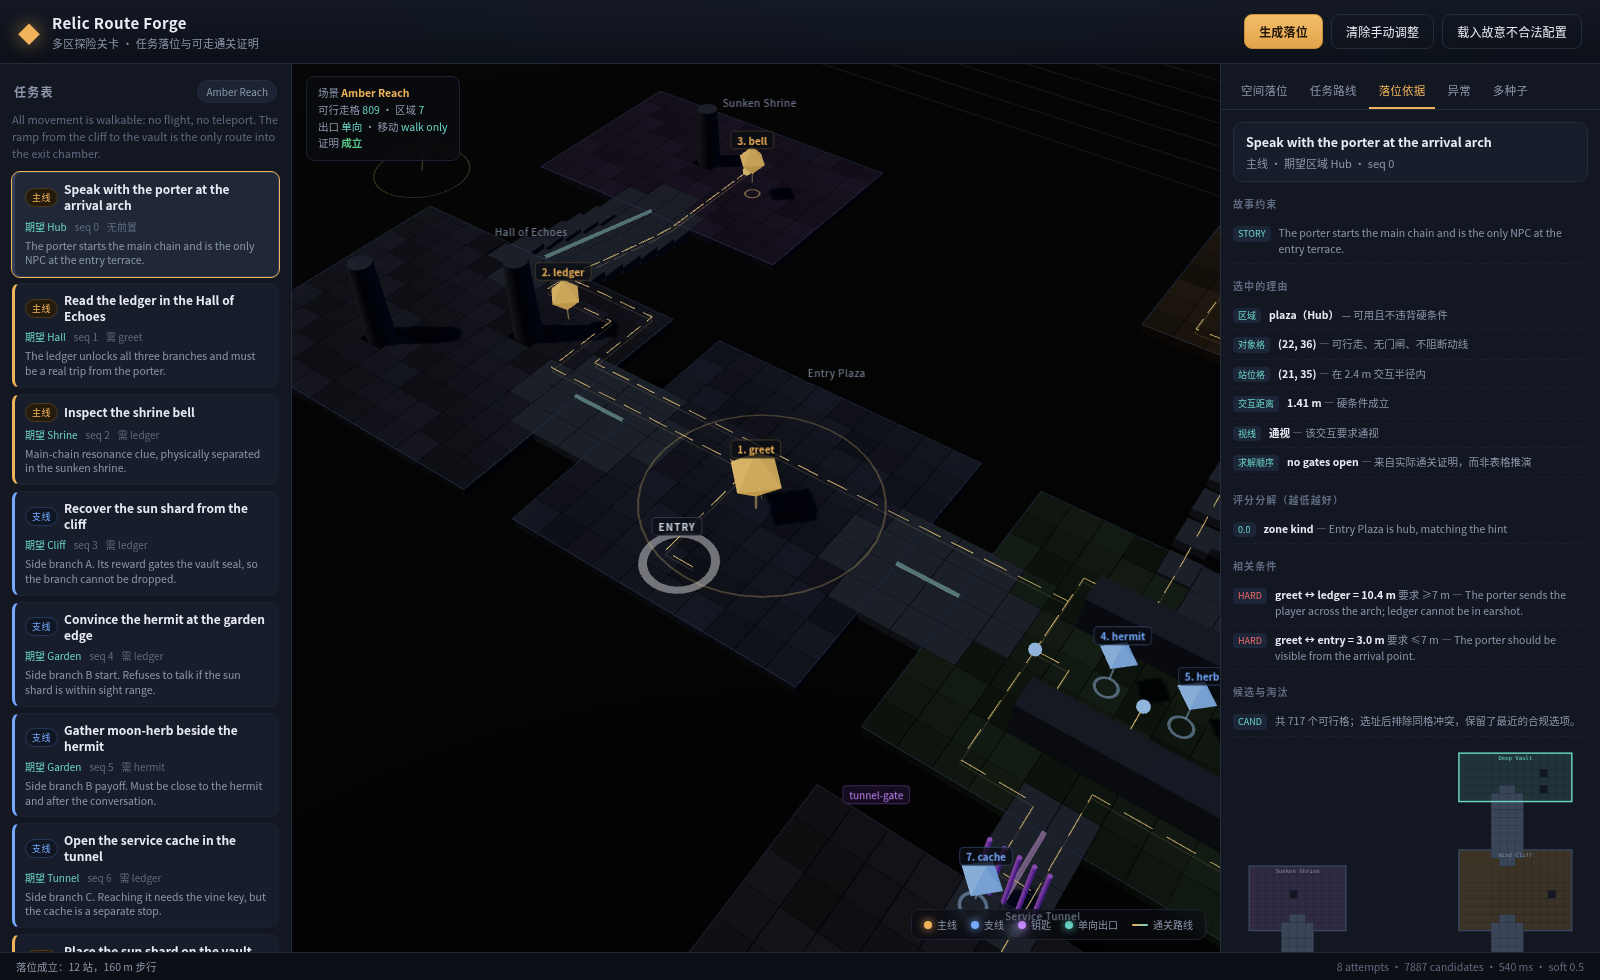 Relic Route Forge
多区探险关卡 · 任务落位与可走通关证明
生成落位
清除手动调整
载入故意不合法配置
任务表
Amber Reach
All movement is walkable: no flight, no teleport. The
ramp from the cliff to the vault is the only route into
the exit chamber.
主线
Speak with the porter at the
arrival arch
期望 Hub seq 0 无前置
The porter starts the main chain and is the only
NPC at the entry terrace.
主线
Read the ledger in the Hall of
Echoes
期望 Hall seq 1 需 greet
The ledger unlocks all three branches and must
be a real trip from the porter.
主线
Inspect the shrine bell
期望 Shrine seq 2 需 ledger
Main-chain resonance clue, physically separated
in the sunken shrine.
支线
Recover the sun shard from the
cliff
期望 Cliff seq 3 需 ledger
Side branch A. Its reward gates the vault seal, so
the branch cannot be dropped.
支线
Convince the hermit at the garden
edge
期望 Garden seq 4 需 ledger
Side branch B start. Refuses to talk if the sun
shard is within sight range.
支线
Gather moon-herb beside the
hermit
期望 Garden seq 5 需 hermit
Side branch B payoff. Must be close to the hermit
and after the conversation.
支线
Open the service cache in the
tunnel
期望 Tunnel seq 6 需 ledger
Side branch C. Reaching it needs the vine key, but
the cache is a separate stop.
Place the sun shard on the vault
场景 Amber Reach
可行走格 809 · 区域 7
出口 单向 · 移动 walk only
证明 成立
Sunken Shrine
3. bell
Hall of Echoes
2. ledger
Entry Plaza
1. greet
ENTRY
4. hermit
5. herb
tunnel-gate
7. cache
Service Tunnel
主线
支线
钥匙
单向出口
通关路线
空间落位
任务路线
落位依据
异常
多种子
Speak with the porter at the arrival arch
主线 · 期望区域 Hub · seq 0
故事约束
STORY The porter starts the main chain and is the only NPC at the
entry terrace.
选中的理由
区域 plaza（Hub） — 可用且不违背硬条件
对象格 (22, 36) — 可行走、无门闸、不阻断动线
站位格 (21, 35) — 在 2.4 m 交互半径内
交互距离 1.41 m — 硬条件成立
视线 通视 — 该交互要求通视
求解顺序 no gates open — 来自实际通关证明，而非表格推演
评分分解（越低越好）
0.0 zone kind — Entry Plaza is hub, matching the hint
相关条件
HARD greet ↔ ledger = 10.4 m 要求 ≥7 m — The porter sends the
player across the arch; ledger cannot be in earshot.
HARD greet ↔ entry = 3.0 m 要求 ≤7 m — The porter should be
visible from the arrival point.
候选与淘汰
CAND 共 717 个可行格；选址后排除同格冲突，保留了最近的合规选项。
Deep Vault
Wind Cliff
Sunken Shrine
落位成立：12 站，160 m 步行
8 attempts · 7887 candidates · 540 ms · soft 0.5